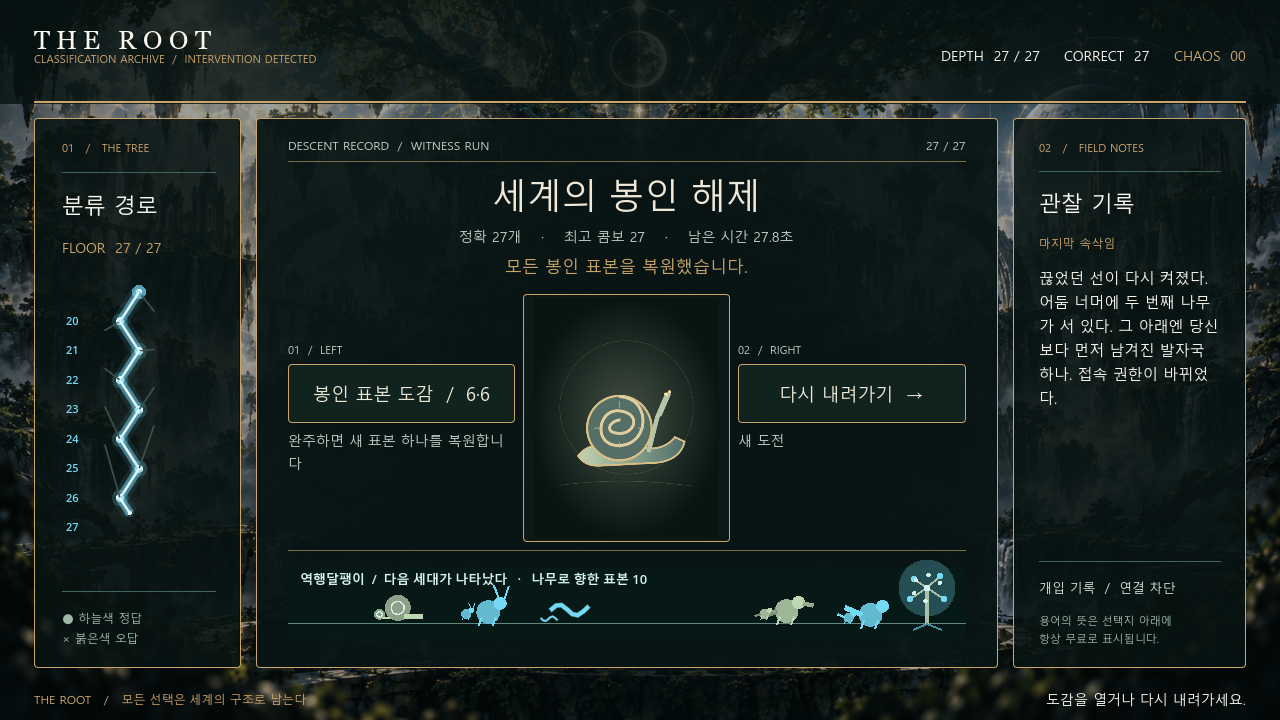 THE ROOT
CLASSIFICATION ARCHIVE / INTERVENTION DETECTED
DEPTH 27 / 27 CORRECT 27 CHAOS 00
01 / THE TREE
분류 경로
FLOOR 27 / 27
20
21
22
23
24
25
26
27
● 하늘색 정답
× 붉은색 오답
DESCENT RECORD / WITNESS RUN 27 / 27
세계의 봉인 해제
정확 27개 · 최고 콤보 27 · 남은 시간 27.8초
모든 봉인 표본을 복원했습니다.
01 / LEFT
봉인 표본 도감 / 6·6
완주하면 새 표본 하나를 복원합니
다
02 / RIGHT
다시 내려가기 →
새 도전
역행달팽이 / 다음 세대가 나타났다 · 나무로 향한 표본 10
02 / FIELD NOTES
관찰 기록
마지막 속삭임
끊었던 선이 다시 켜졌다.
어둠 너머에 두 번째 나무
가 서 있다. 그 아래엔 당신
보다 먼저 남겨진 발자국
하나. 접속 권한이 바뀌었
다.
개입 기록 / 연결 차단
용어의 뜻은 선택지 아래에
항상 무료로 표시됩니다.
THE ROOT / 모든 선택은 세계의 구조로 남는다
도감을 열거나 다시 내려가세요.